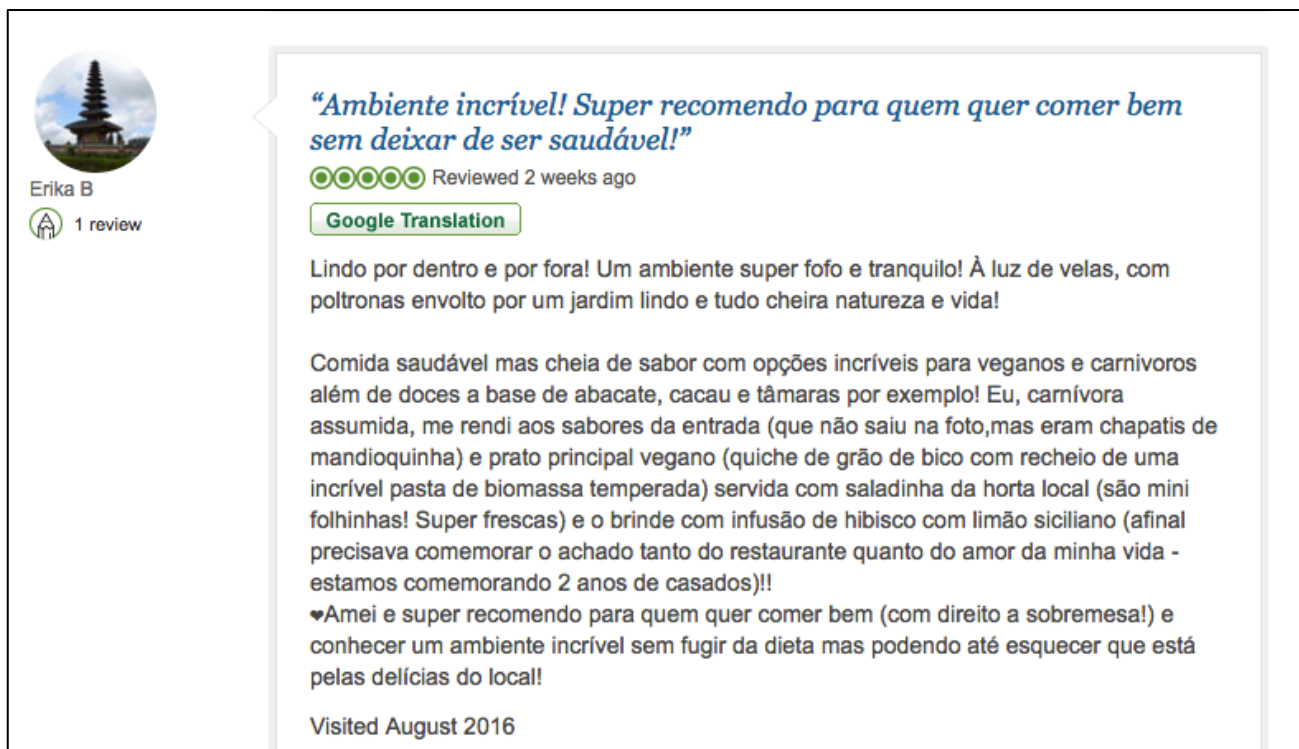 “Ambiente incrível! Super recomendo para quem quer comer bem
sem deixar de ser saudável!”
Reviewed 2 weeks ago
Erika B
1 review
Google Translation
Lindo por dentro e por fora! Um ambiente super fofo e tranquilo! À luz de velas, com
poltronas envolto por um jardim lindo e tudo cheira natureza e vida!
Comida saudável mas cheia de sabor com opções incríveis para veganos e carnivoros
além de doces a base de abacate, cacau e tâmaras por exemplo! Eu, carnívora
assumida, me rendi aos sabores da entrada (que não saiu na foto,mas eram chapatis de
mandioquinha) e prato principal vegano (quiche de grão de bico com recheio de uma
incrível pasta de biomassa temperada) servida com saladinha da horta local (são mini
folhinhas! Super frescas) e o brinde com infusão de hibisco com limão siciliano (afinal
precisava comemorar o achado tanto do restaurante quanto do amor da minha vida -
estamos comemorando 2 anos de casados)!!
❤Amei e super recomendo para quem quer comer bem (com direito a sobremesa!) e
conhecer um ambiente incrível sem fugir da dieta mas podendo até esquecer que está
pelas delícias do local!
Visited August 2016